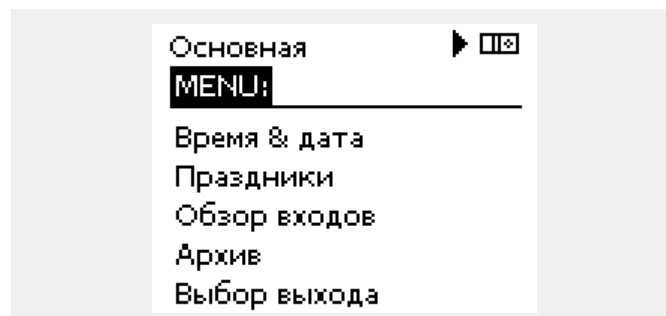 Основная
MENU:
Время & дата
Праздники
Обзор входов
Архив
Выбор выхода